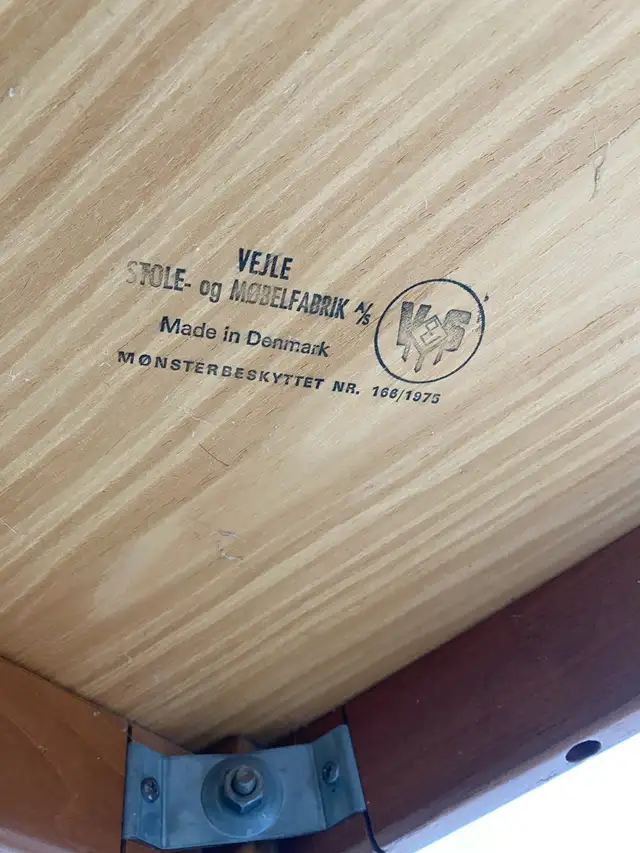 VEJLE
STOLE- og MØBELFABRIK A/S
Made in Denmark
MØNSTERBESKYTTET NR. 166/1975
V S